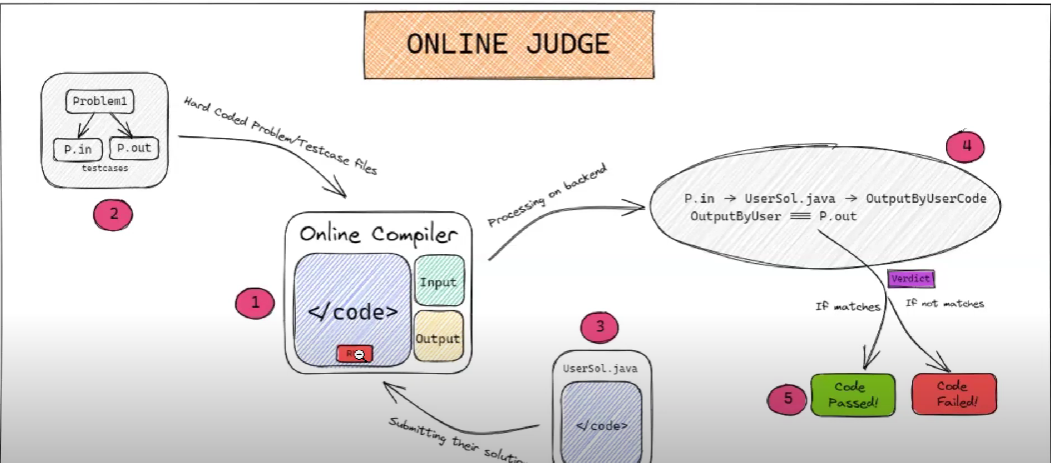 ONLINE JUDGE
Problem1
P.in
P.out
testcases
2
Hard Coded Problem/Testcase files
Online Compiler
</code>
Input
Output
1
Processing on backend
4
P.in → UserSol.java → OutputByUserCode
OutputByUser ≡ P.out
Verdict
If matches
If not matches
3
UserSol.java
</code>
Submitting their
5
Code
Passed!
Code
Failed!